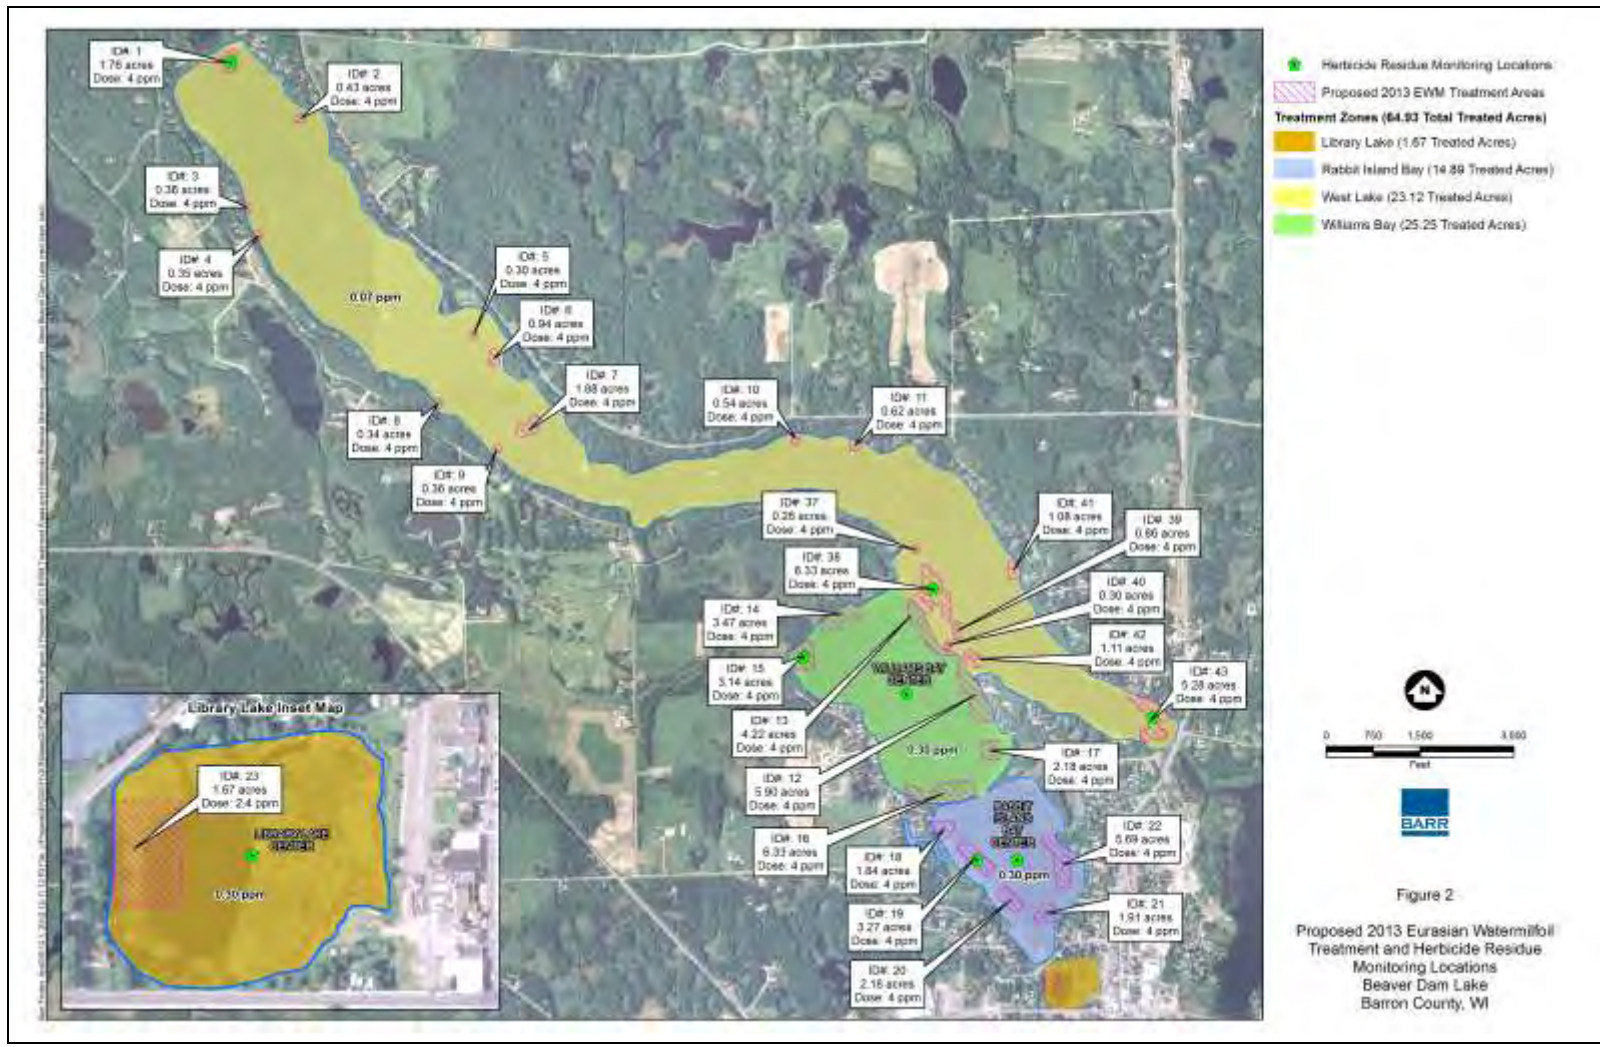 ID#: 1
1.76 acres
Dose: 4 ppm
ID#: 2
0.43 acres
Dose: 4 ppm
ID#: 3
0.36 acres
Dose: 4 ppm
ID#: 4
0.35 acres
Dose: 4 ppm
ID#: 5
0.30 acres
Dose: 4 ppm
ID#: 6
0.94 acres
Dose: 4 ppm
0.07 ppm
ID#: 7
1.88 acres
Dose: 4 ppm
ID#: 8
0.34 acres
Dose: 4 ppm
ID#: 9
0.36 acres
Dose: 4 ppm
ID#: 10
0.54 acres
Dose: 4 ppm
ID#: 11
0.62 acres
Dose: 4 ppm
ID#: 37
0.26 acres
Dose: 4 ppm
ID#: 41
1.08 acres
Dose: 4 ppm
ID#: 39
0.86 acres
Dose: 4 ppm
6.33 acres
Dose: 4 ppm
ID#: 40
0.30 acres
Dose: 4 ppm
ID#: 14
3.47 acres
Dose: 4 ppm
ID#: 42
1.11 acres
Dose: 4 ppm
ID#: 15
3.14 acres
Dose: 4 ppm
WILLIAMS BAY
CENTER
ID#: 43
5.28 acres
Dose: 4 ppm
ID#: 13
4.22 acres
Dose: 4 ppm
ID#: 17
2.18 acres
Dose: 4 ppm
ID#: 12
5.90 acres
Dose: 4 ppm
RABBIT
ISLAND
BAY
CENTER
0.30 ppm
ID#: 16
6.33 acres
Dose: 4 ppm
ID#: 22
5.69 acres
Dose: 4 ppm
ID#: 18
1.84 acres
Dose: 4 ppm
ID#: 19
3.27 acres
Dose: 4 ppm
ID#: 21
1.91 acres
Dose: 4 ppm
ID#: 20
2.16 acres
Dose: 4 ppm
Library Lake Inset Map
ID#: 23
1.67 acres
Dose: 2.4 ppm
LIBRARY LAKE
CENTER
0.30 ppm
Herbicide Residue Monitoring Locations
Proposed 2013 EWM Treatment Areas
Treatment Zones (64.93 Total Treated Acres)
Library Lake (1.67 Treated Acres)
Rabbit Island Bay (14.89 Treated Acres)
West Lake (23.12 Treated Acres)
Williams Bay (25.25 Treated Acres)
N
0 750 1,500 3,000
Feet
BARR
Figure 2
Proposed 2013 Eurasian Watermilfoil
Treatment and Herbicide Residue
Monitoring Locations
Beaver Dam Lake
Barron County, WI